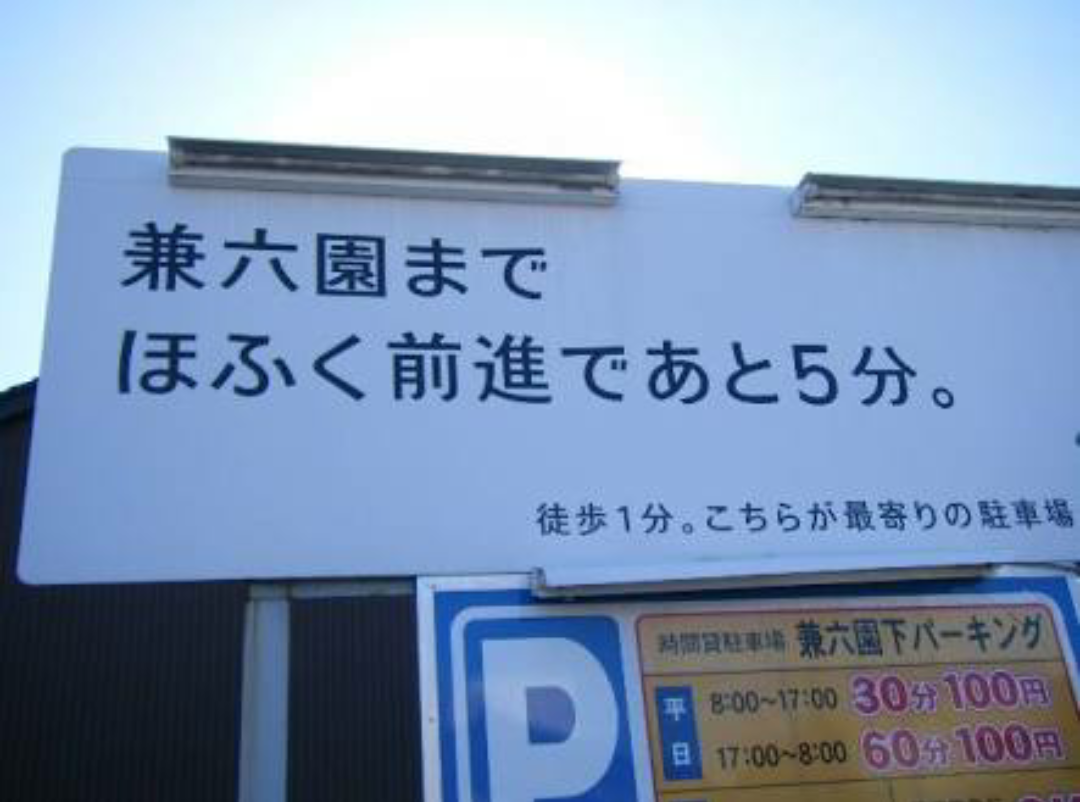 兼六園まで
ほふく前進であと5分。
徒歩1分。こちらが最寄りの駐車場
P
時間貸駐車場 兼六園下パーキング
平日
8:00~17:00 30分100円
17:00~8:00 60分100円